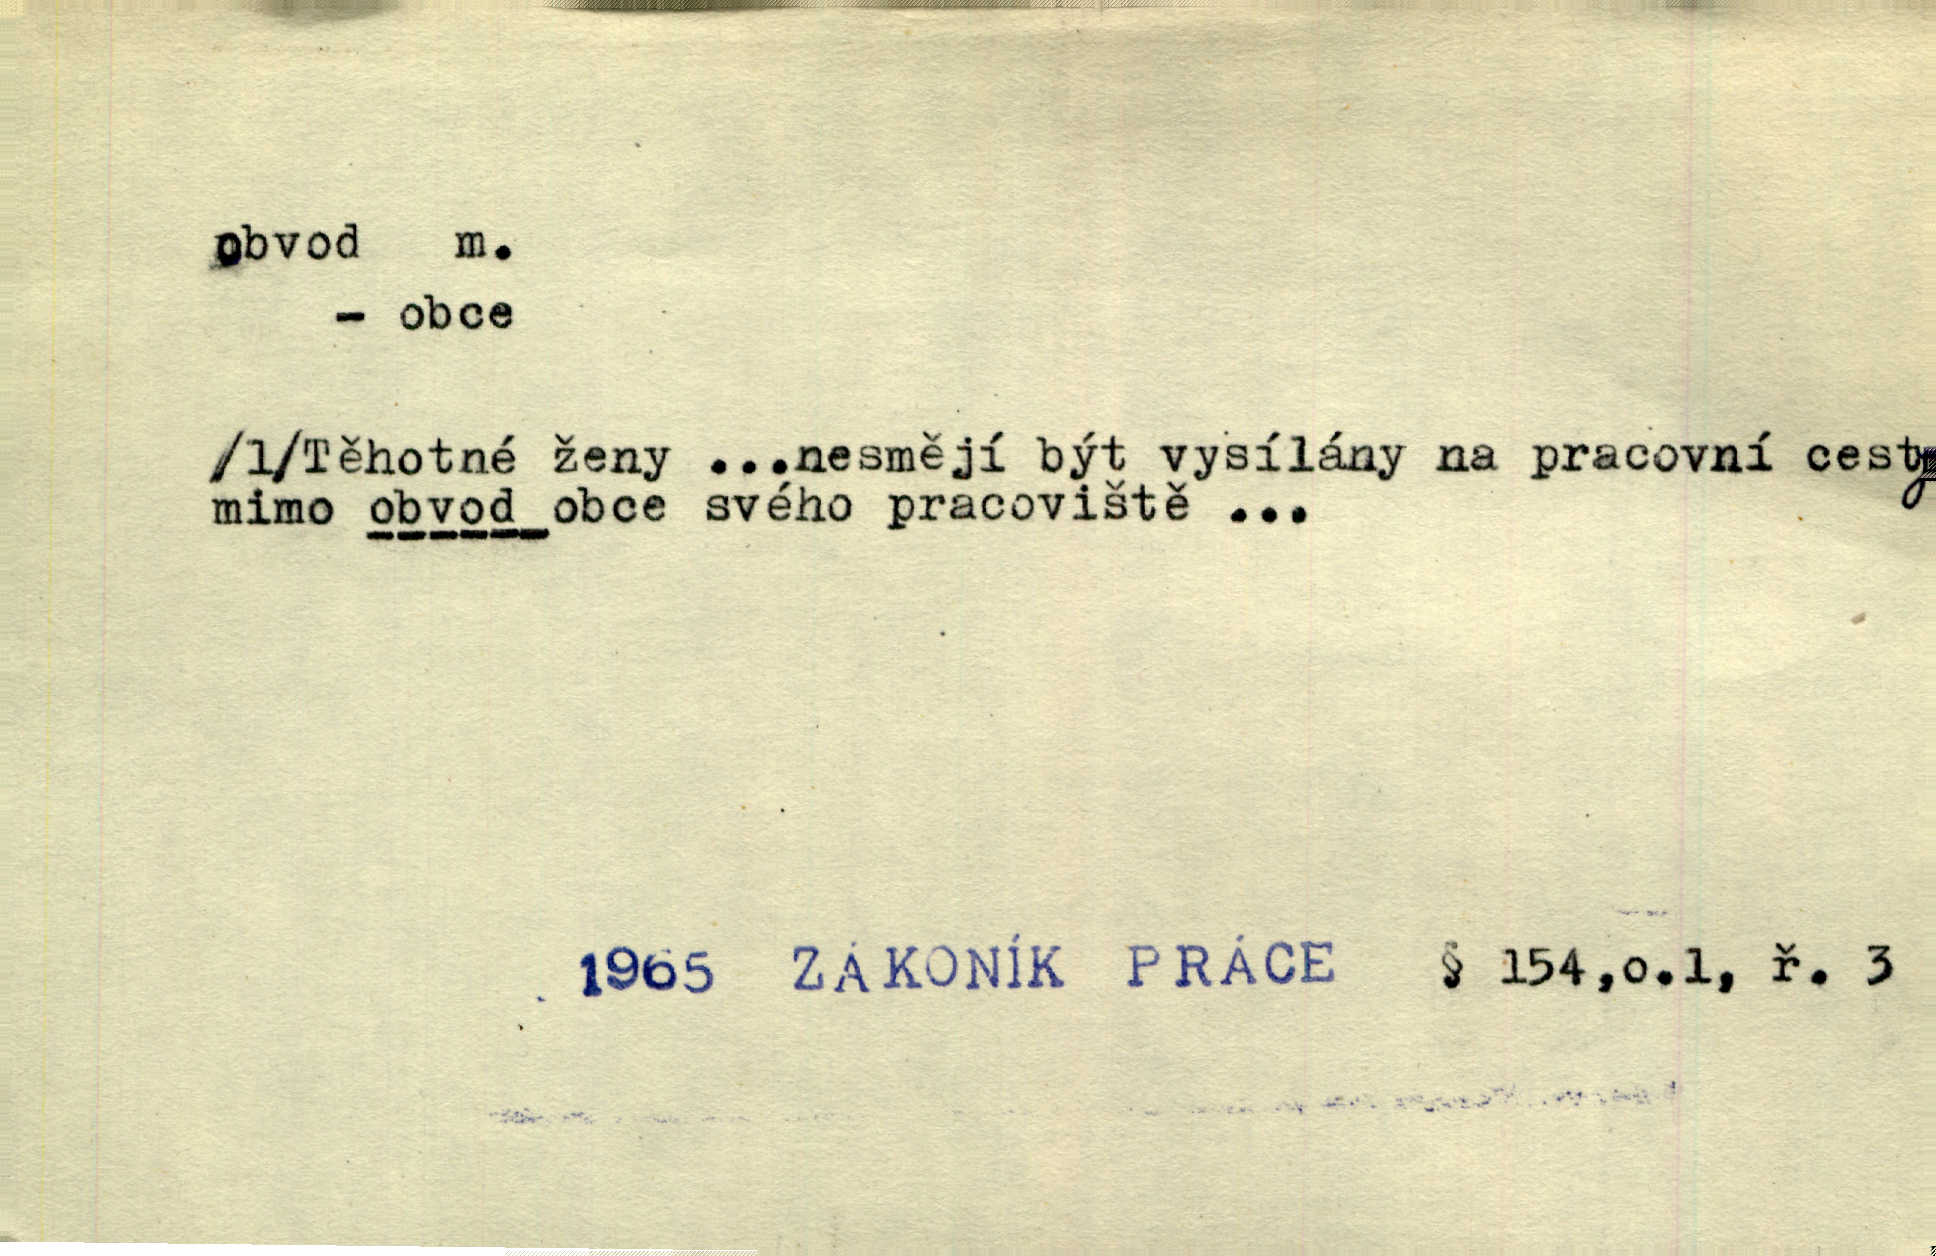 obvod m.
- obce
/1/Těhotné ženy ...nesmějí být vysílány na pracovní cesty
mimo obvod obce svého pracoviště ...
1965 ZÁKONÍK PRÁCE § 154,o.1, ř. 3